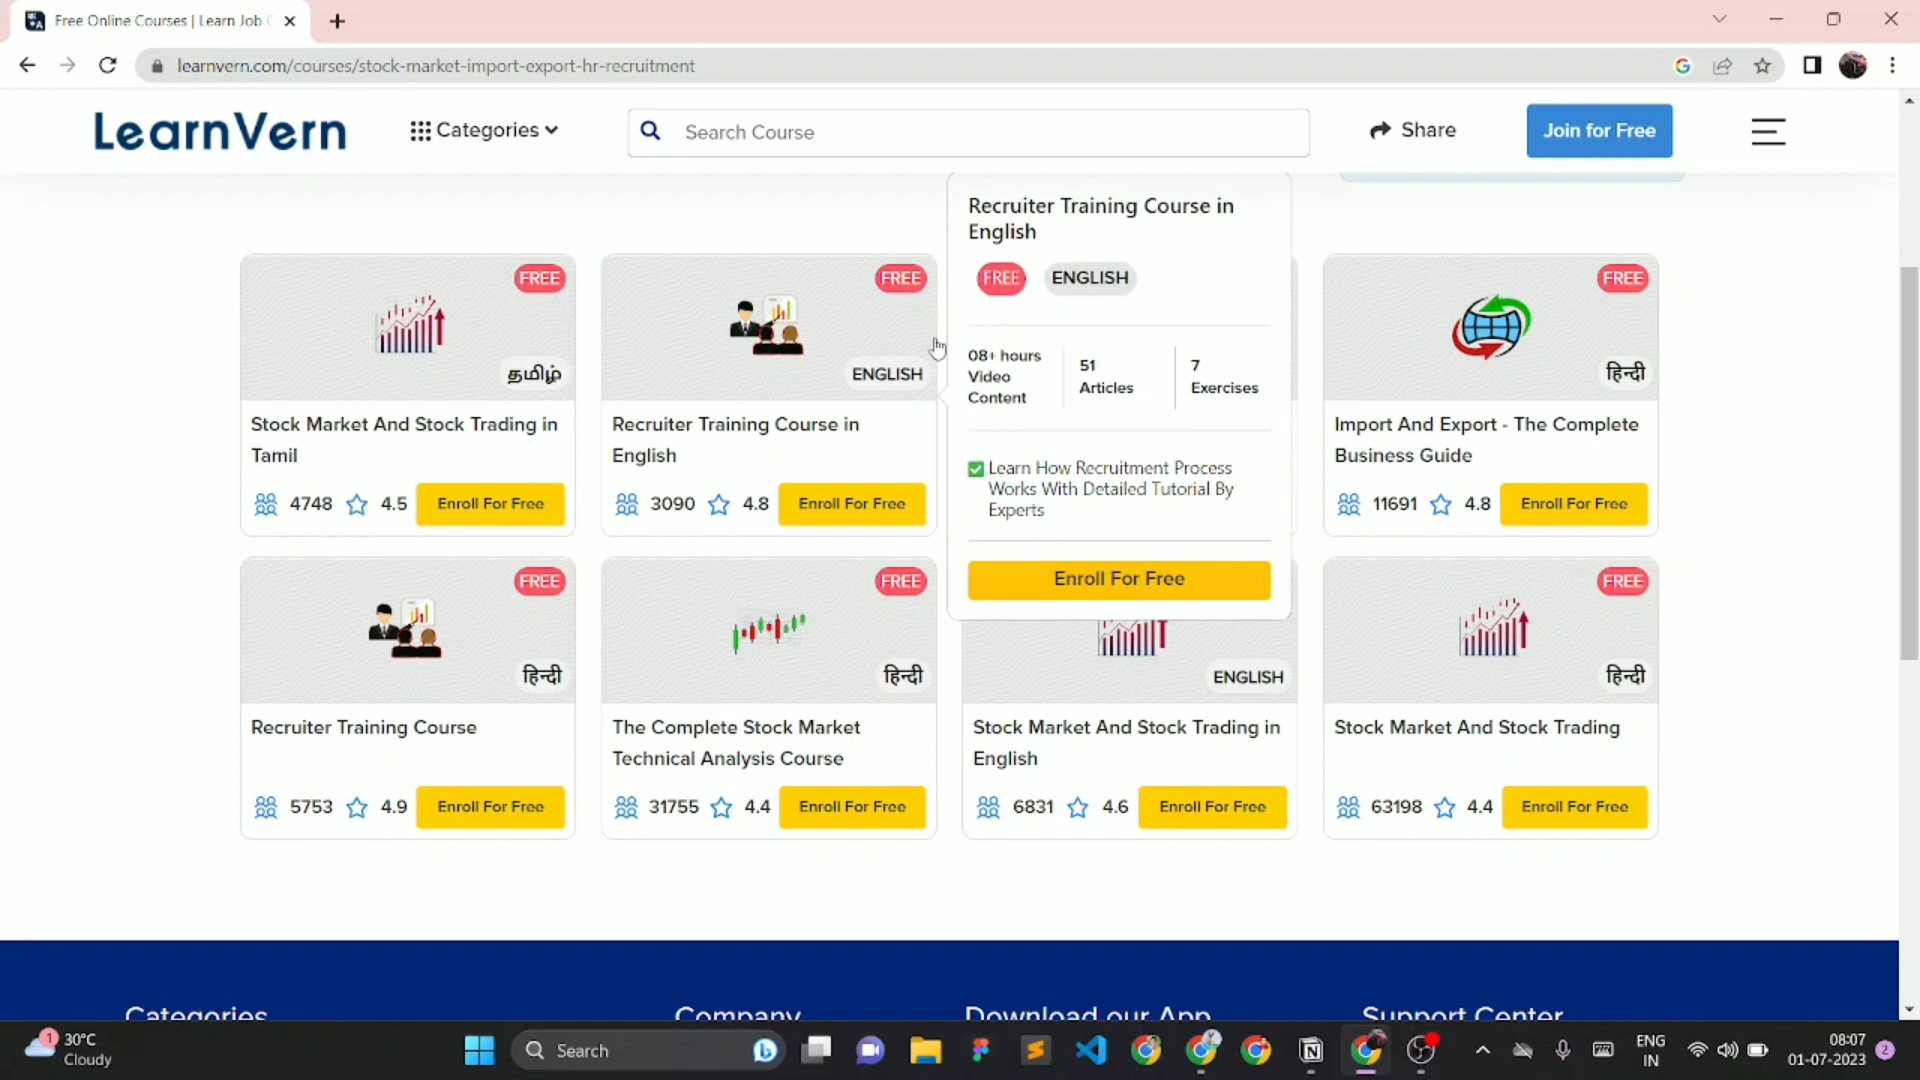 Free Online Courses | Learn Job C
learnvern.com/courses/stock-market-import-export-hr-recruitment
LearnVern
Categories
Search Course
Share
Join for Free
Recruiter Training Course in
English
FREE
ENGLISH
08+ hours
Video
Content
51
Articles
7
Exercises
Learn How Recruitment Process
Works With Detailed Tutorial By
Experts
Enroll For Free
FREE
தமிழ்
Stock Market And Stock Trading in
Tamil
4748
4.5
Enroll For Free
FREE
ENGLISH
Recruiter Training Course in
English
3090
4.8
Enroll For Free
FREE
हिन्दी
Import And Export - The Complete
Business Guide
11691
4.8
Enroll For Free
FREE
हिन्दी
Recruiter Training Course
5753
4.9
Enroll For Free
FREE
हिन्दी
The Complete Stock Market
Technical Analysis Course
31755
4.4
Enroll For Free
ENGLISH
Stock Market And Stock Trading in
English
6831
4.6
Enroll For Free
FREE
हिन्दी
Stock Market And Stock Trading
63198
4.4
Enroll For Free
Categories
Company
Download our App
Support Center
1
30°C
Cloudy
Search
ENG
IN
08:07
01-07-2023
2